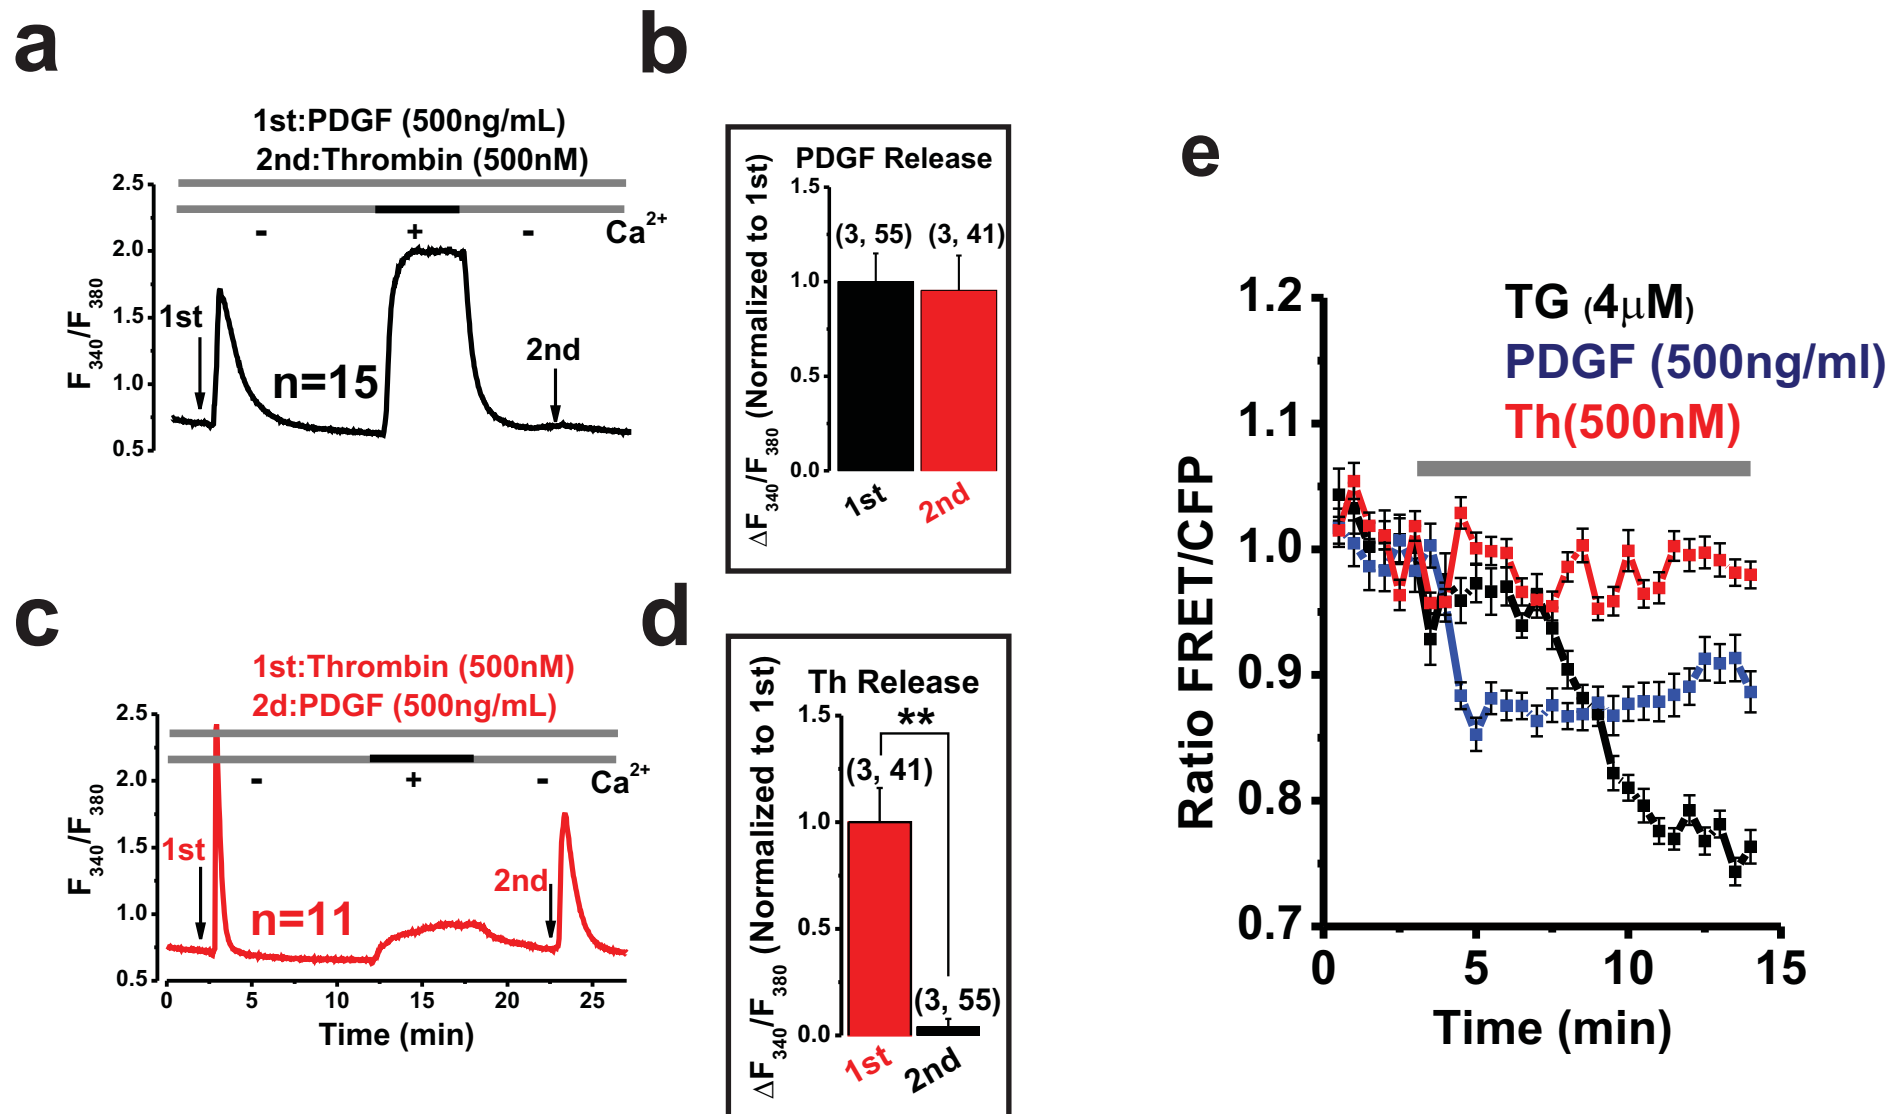 a
1st:PDGF (500ng/mL)
2nd:Thrombin (500nM)
2.5
2.0
1.5
1.0
0.5
F340/F380
- + - Ca2+
1st
2nd
n=15
b
PDGF Release
ΔF340/F380 (Normalized to 1st)
1.5
1.0
0.5
0.0
(3, 55) (3, 41)
1st 2nd
c
1st:Thrombin (500nM)
2d:PDGF (500ng/mL)
2.5
2.0
1.5
1.0
0.5
F340/F380
- + - Ca2+
1st
2nd
n=11
0 5 10 15 20 25
Time (min)
d
Th Release
ΔF340/F380 (Normalized to 1st)
1.5
1.0
0.5
0.0
**
(3, 41)
(3, 55)
1st 2nd
e
TG (4μM)
PDGF (500ng/ml)
Th(500nM)
1.2
1.1
1.0
0.9
0.8
0.7
Ratio FRET/CFP
0 5 10 15
Time (min)